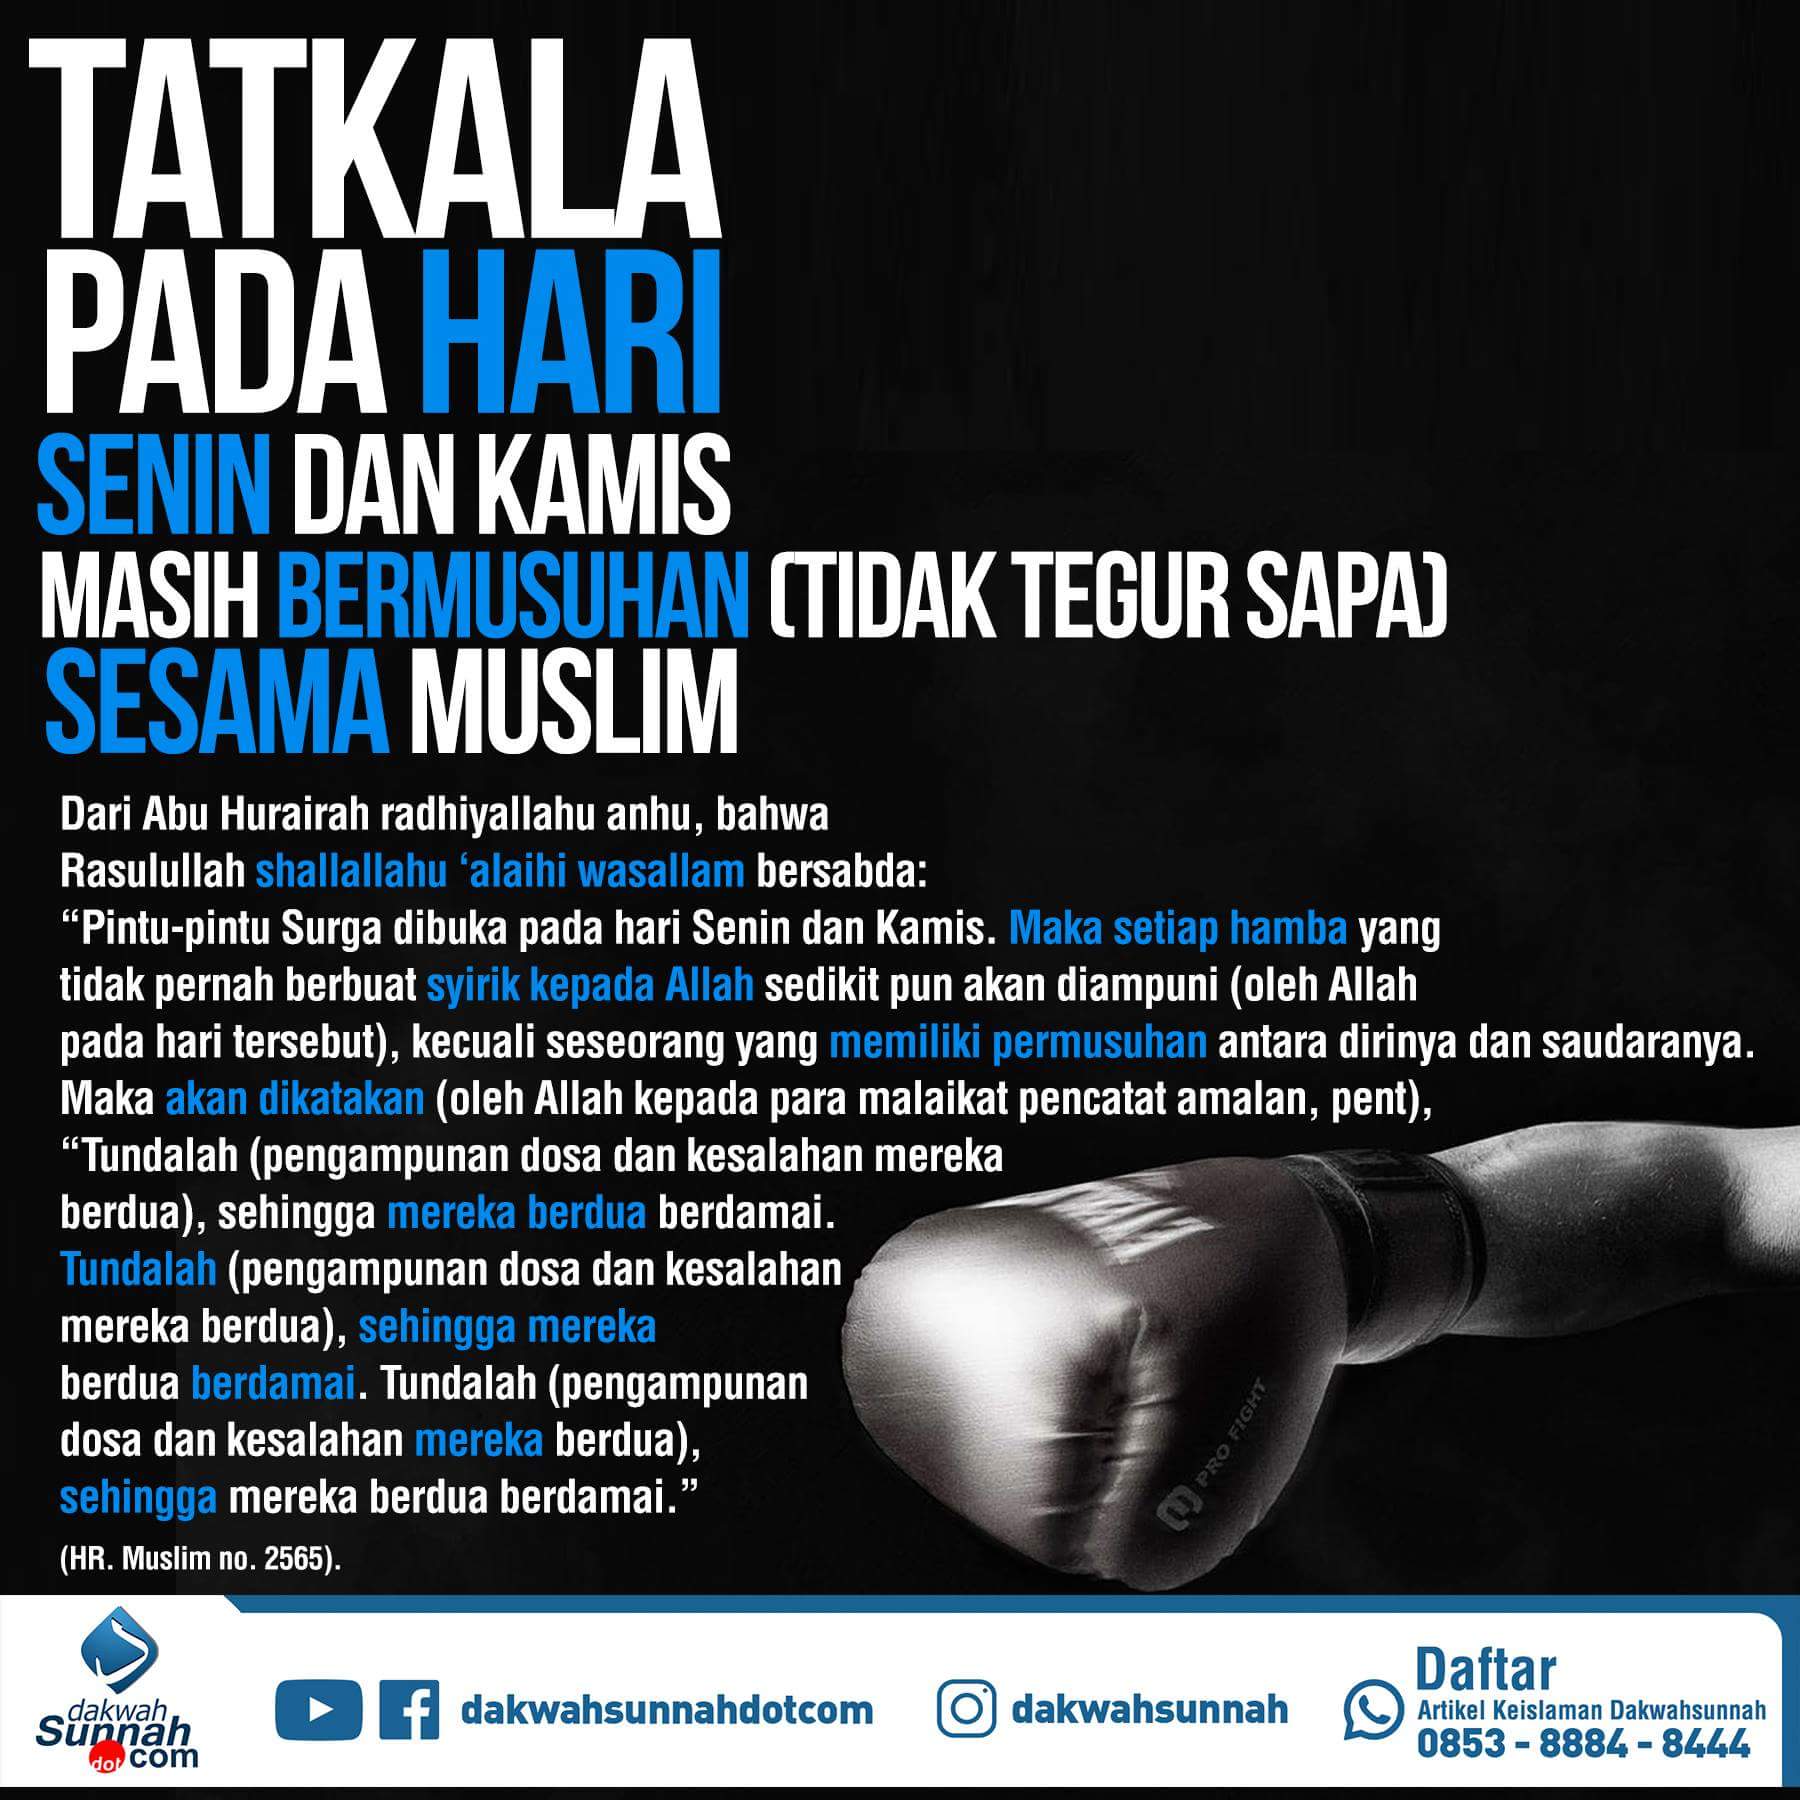 TATKALA
PADA HARI
SENIN DAN KAMIS
MASIH BERMUSUHAN (TIDAK TEGUR SAPA)
SESAMA MUSLIM
Dari Abu Hurairah radhiyallahu anhu, bahwa
Rasulullah shallallahu ‘alaihi wasallam bersabda:
“Pintu-pintu Surga dibuka pada hari Senin dan Kamis. Maka setiap hamba yang
tidak pernah berbuat syirik kepada Allah sedikit pun akan diampuni (oleh Allah
pada hari tersebut), kecuali seseorang yang memiliki permusuhan antara dirinya dan saudaranya.
Maka akan dikatakan (oleh Allah kepada para malaikat pencatat amalan, pent),
“Tundalah (pengampunan dosa dan kesalahan mereka
berdua), sehingga mereka berdua berdamai.
Tundalah (pengampunan dosa dan kesalahan
mereka berdua), sehingga mereka
berdua berdamai. Tundalah (pengampunan
dosa dan kesalahan mereka berdua),
sehingga mereka berdua berdamai.”
(HR. Muslim no. 2565).
PRO FIGHT
dakwah
Sunnah
dot com
dakwahsunnahdotcom
dakwahsunnah
Daftar
Artikel Keislaman Dakwahsunnah
0853 - 8884 - 8444